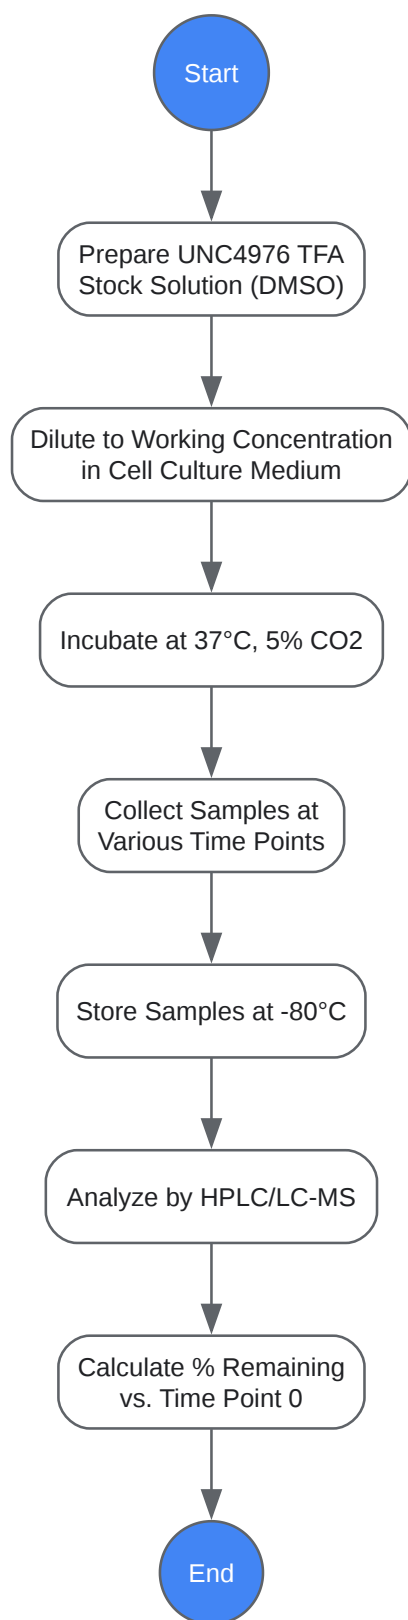 Start
Prepare UNC4976 TFA
Stock Solution (DMSO)
Dilute to Working Concentration
in Cell Culture Medium
Incubate at 37°C, 5% CO2
Collect Samples at
Various Time Points
Store Samples at -80°C
Analyze by HPLC/LC-MS
Calculate % Remaining
vs. Time Point 0
End